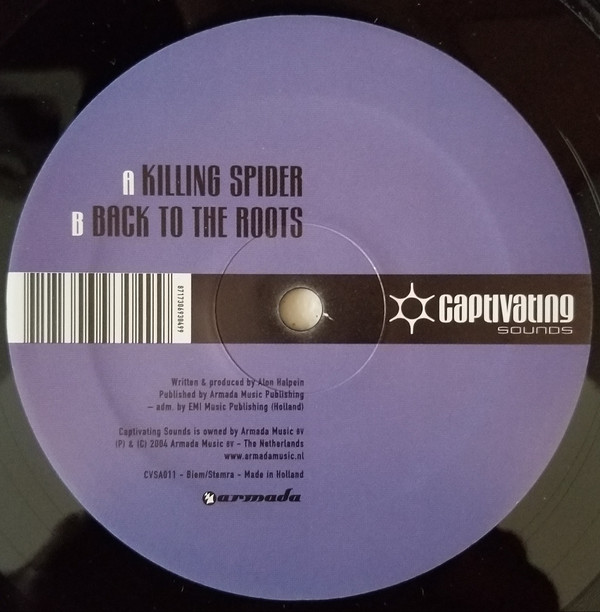 A KILLING SPIDER
B BACK TO THE ROOTS
8717306930499
captivating
SOUNDS
Written & produced by Alon Halpein
Published by Armada Music Publishing
– adm. by EMI Music Publishing (Holland)
Captivating Sounds is owned by Armada Music BV
(P) & (C) 2004 Armada Music BV - The Netherlands
www.armadamusic.nl
CVSA011 - Biem/Stemra - Made in Holland
armada